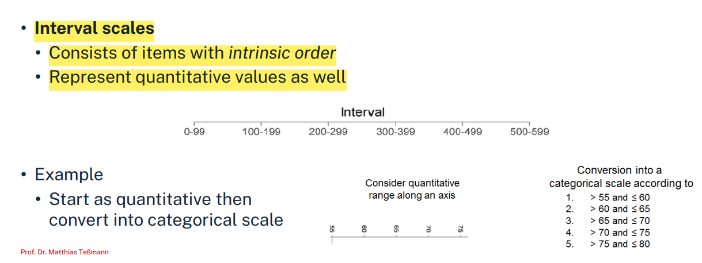 • Interval scales
• Consists of items with intrinsic order
• Represent quantitative values as well
Interval
0-99 100-199 200-299 300-399 400-499 500-599
• Example
• Start as quantitative then
convert into categorical scale
Consider quantitative
range along an axis
55 60 65 70 75
Conversion into a
categorical scale according to
1. > 55 and ≤ 60
2. > 60 and ≤ 65
3. > 65 and ≤ 70
4. > 70 and ≤ 75
5. > 75 and ≤ 80
Prof. Dr. Matthias Teßmann